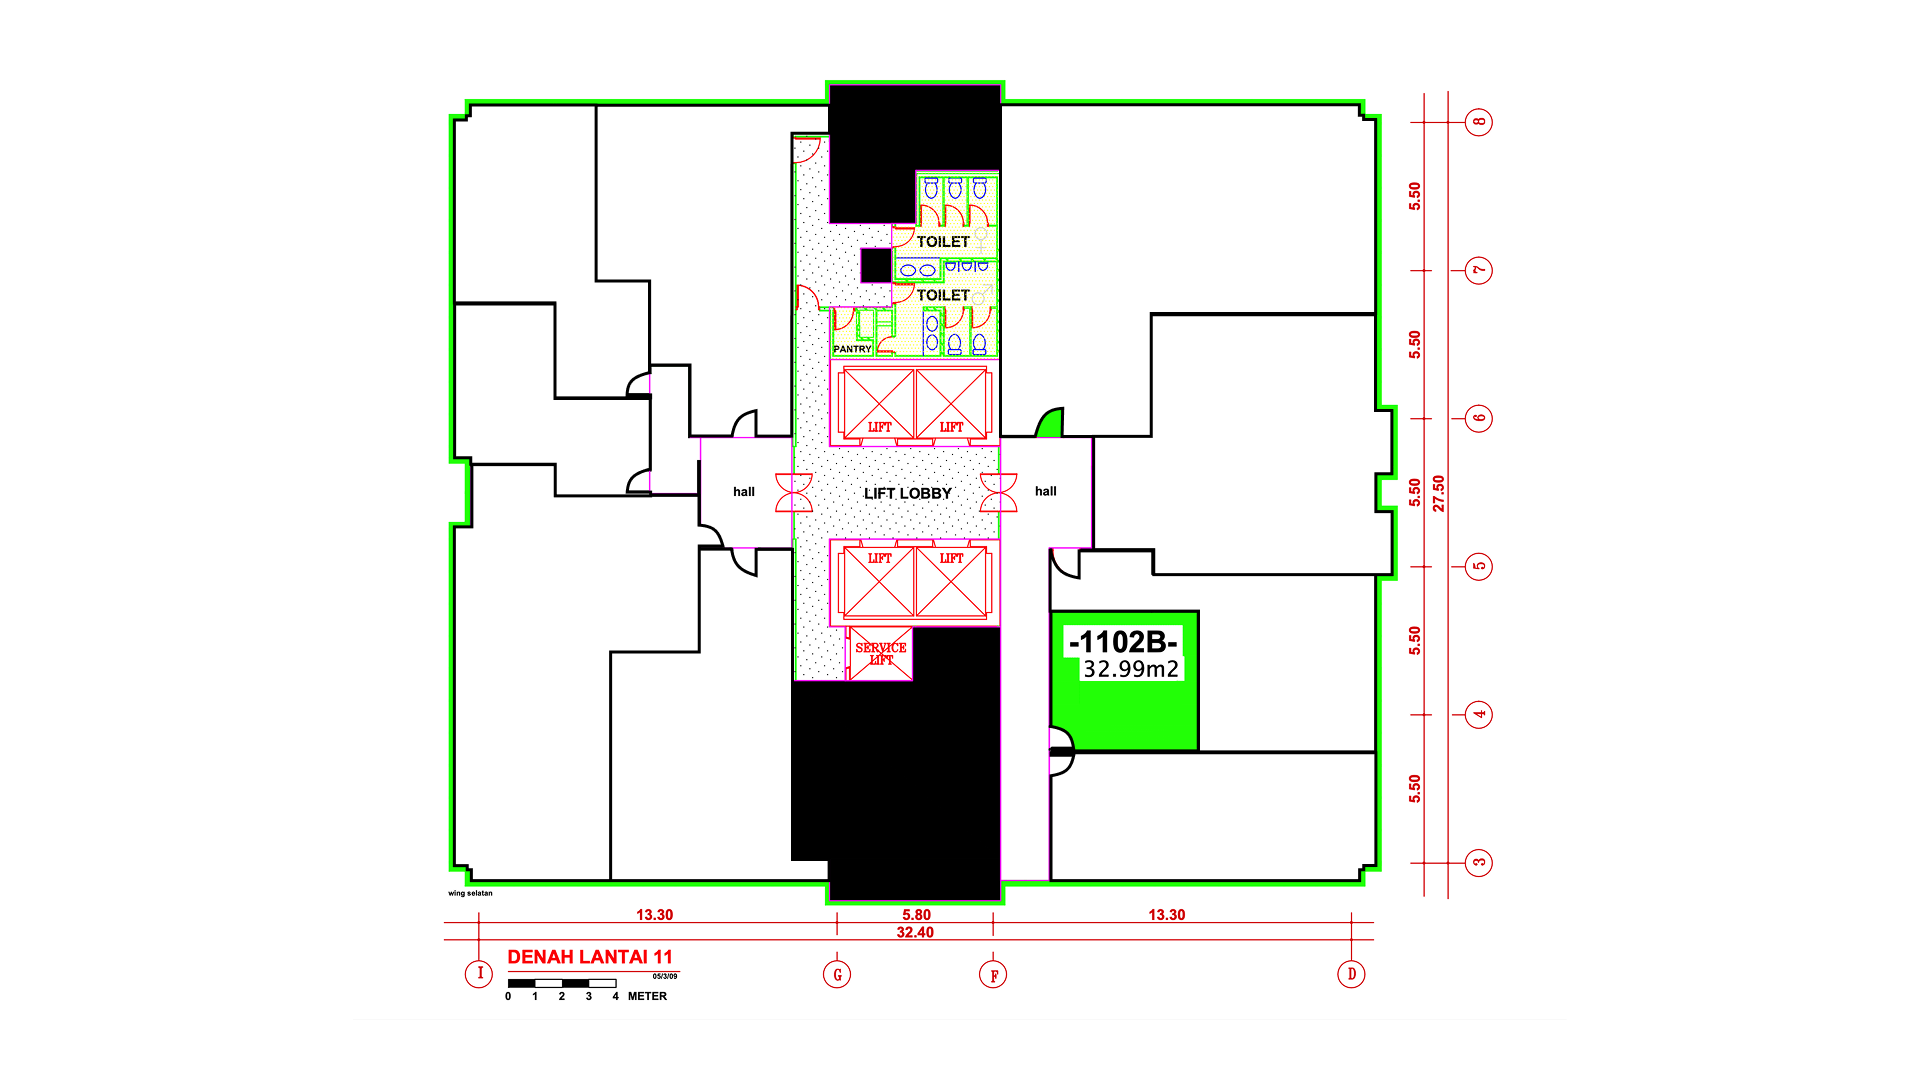 8
5.50
TOILET
7
TOILET
5.50
PANTRY
6
LIFT
LIFT
hall
LIFT LOBBY
hall
5.50
27.50
LIFT
LIFT
5
-1102B-
32.99m2
5.50
SERVICE
LIFT
4
5.50
3
wing selatan
13.30
5.80
13.30
32.40
DENAH LANTAI 11
05/3/09
I
G
F
D
0 1 2 3 4 METER